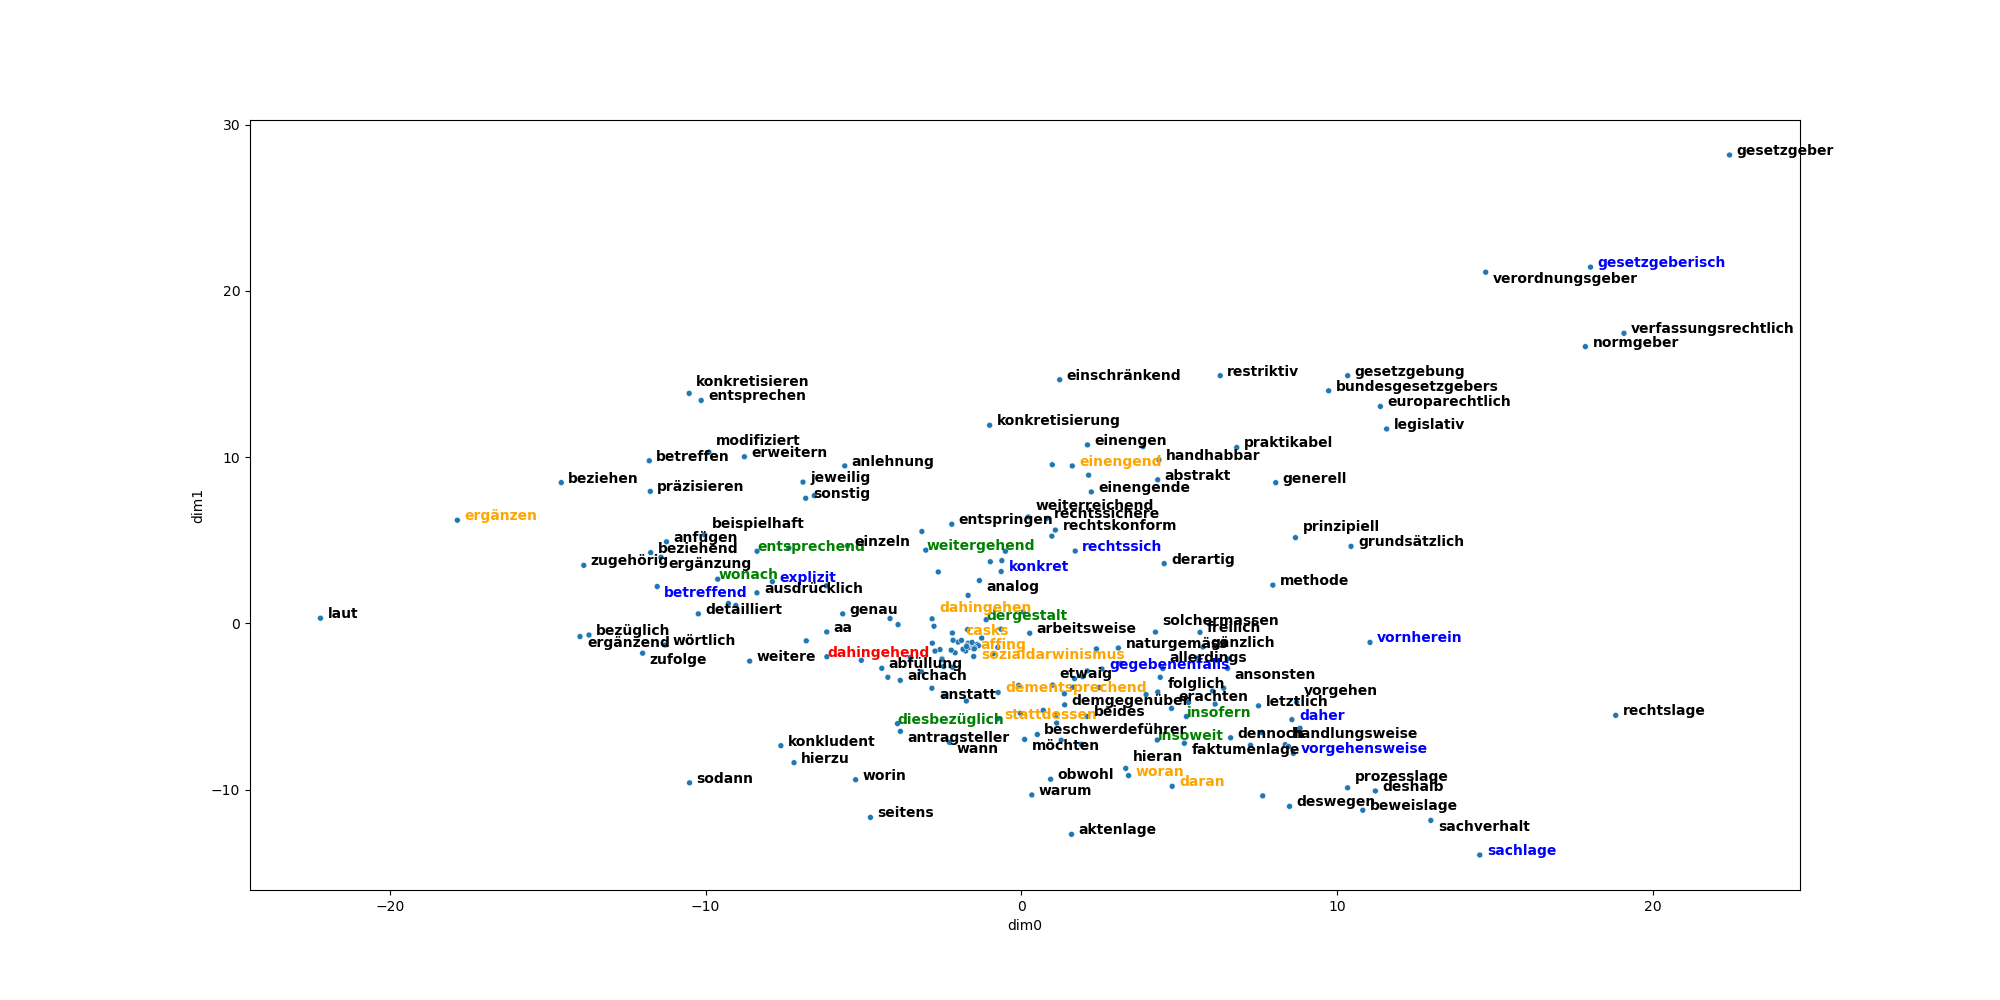 30
gesetzgeber
gesetzgeberisch
verordnungsgeber
20
verfassungsrechtlich
normgeber
einschränkend
restriktiv
gesetzgebung
konkretisieren
bundesgesetzgebers
entsprechen
europarechtlich
konkretisierung
legislativ
modifiziert
einengen
praktikabel
betreffen
erweitern
handhabbar
10
anlehnung
einengend
beziehen
jeweilig
abstrakt
generell
präzisieren
sonstig
einengende
weiterreichend
ergänzen
rechtssichere
dim1
beispielhaft
entspringen
rechtskonform
prinzipiell
anfügen
einzeln
grundsätzlich
beziehend
entsprechend
weitergehend
rechtssich
zugehörig
ergänzung
derartig
konkret
wonach
explizit
methode
betreffend
ausdrücklich
analog
detailliert
genau
dahingehen
laut
dergestalt
solchermassen
0
bezüglich
aa
casks
arbeitsweise
freilich
vornherein
ergänzend
wörtlich
affing
naturgemäss
gänzlich
zufolge
weitere
dahingehend
sozialdarwinismus
allerdings
abfüllung
gegebenenfalls
aichach
etwaig
ansonsten
anstatt
dementsprechend
folglich
vorgehen
demgegenüber
erachten
letztlich
diesbezüglich
stattdessen
beides
insofern
daher
rechtslage
antragsteller
beschwerdeführer
insoweit
dennoch
handlungsweise
konkludent
wann
möchten
faktumenlage
vorgehensweise
hierzu
hieran
sodann
worin
obwohl
woran
prozesslage
−10
warum
daran
deshalb
seitens
deswegen
beweislage
aktenlage
sachverhalt
sachlage
−20
−10
0
10
20
dim0